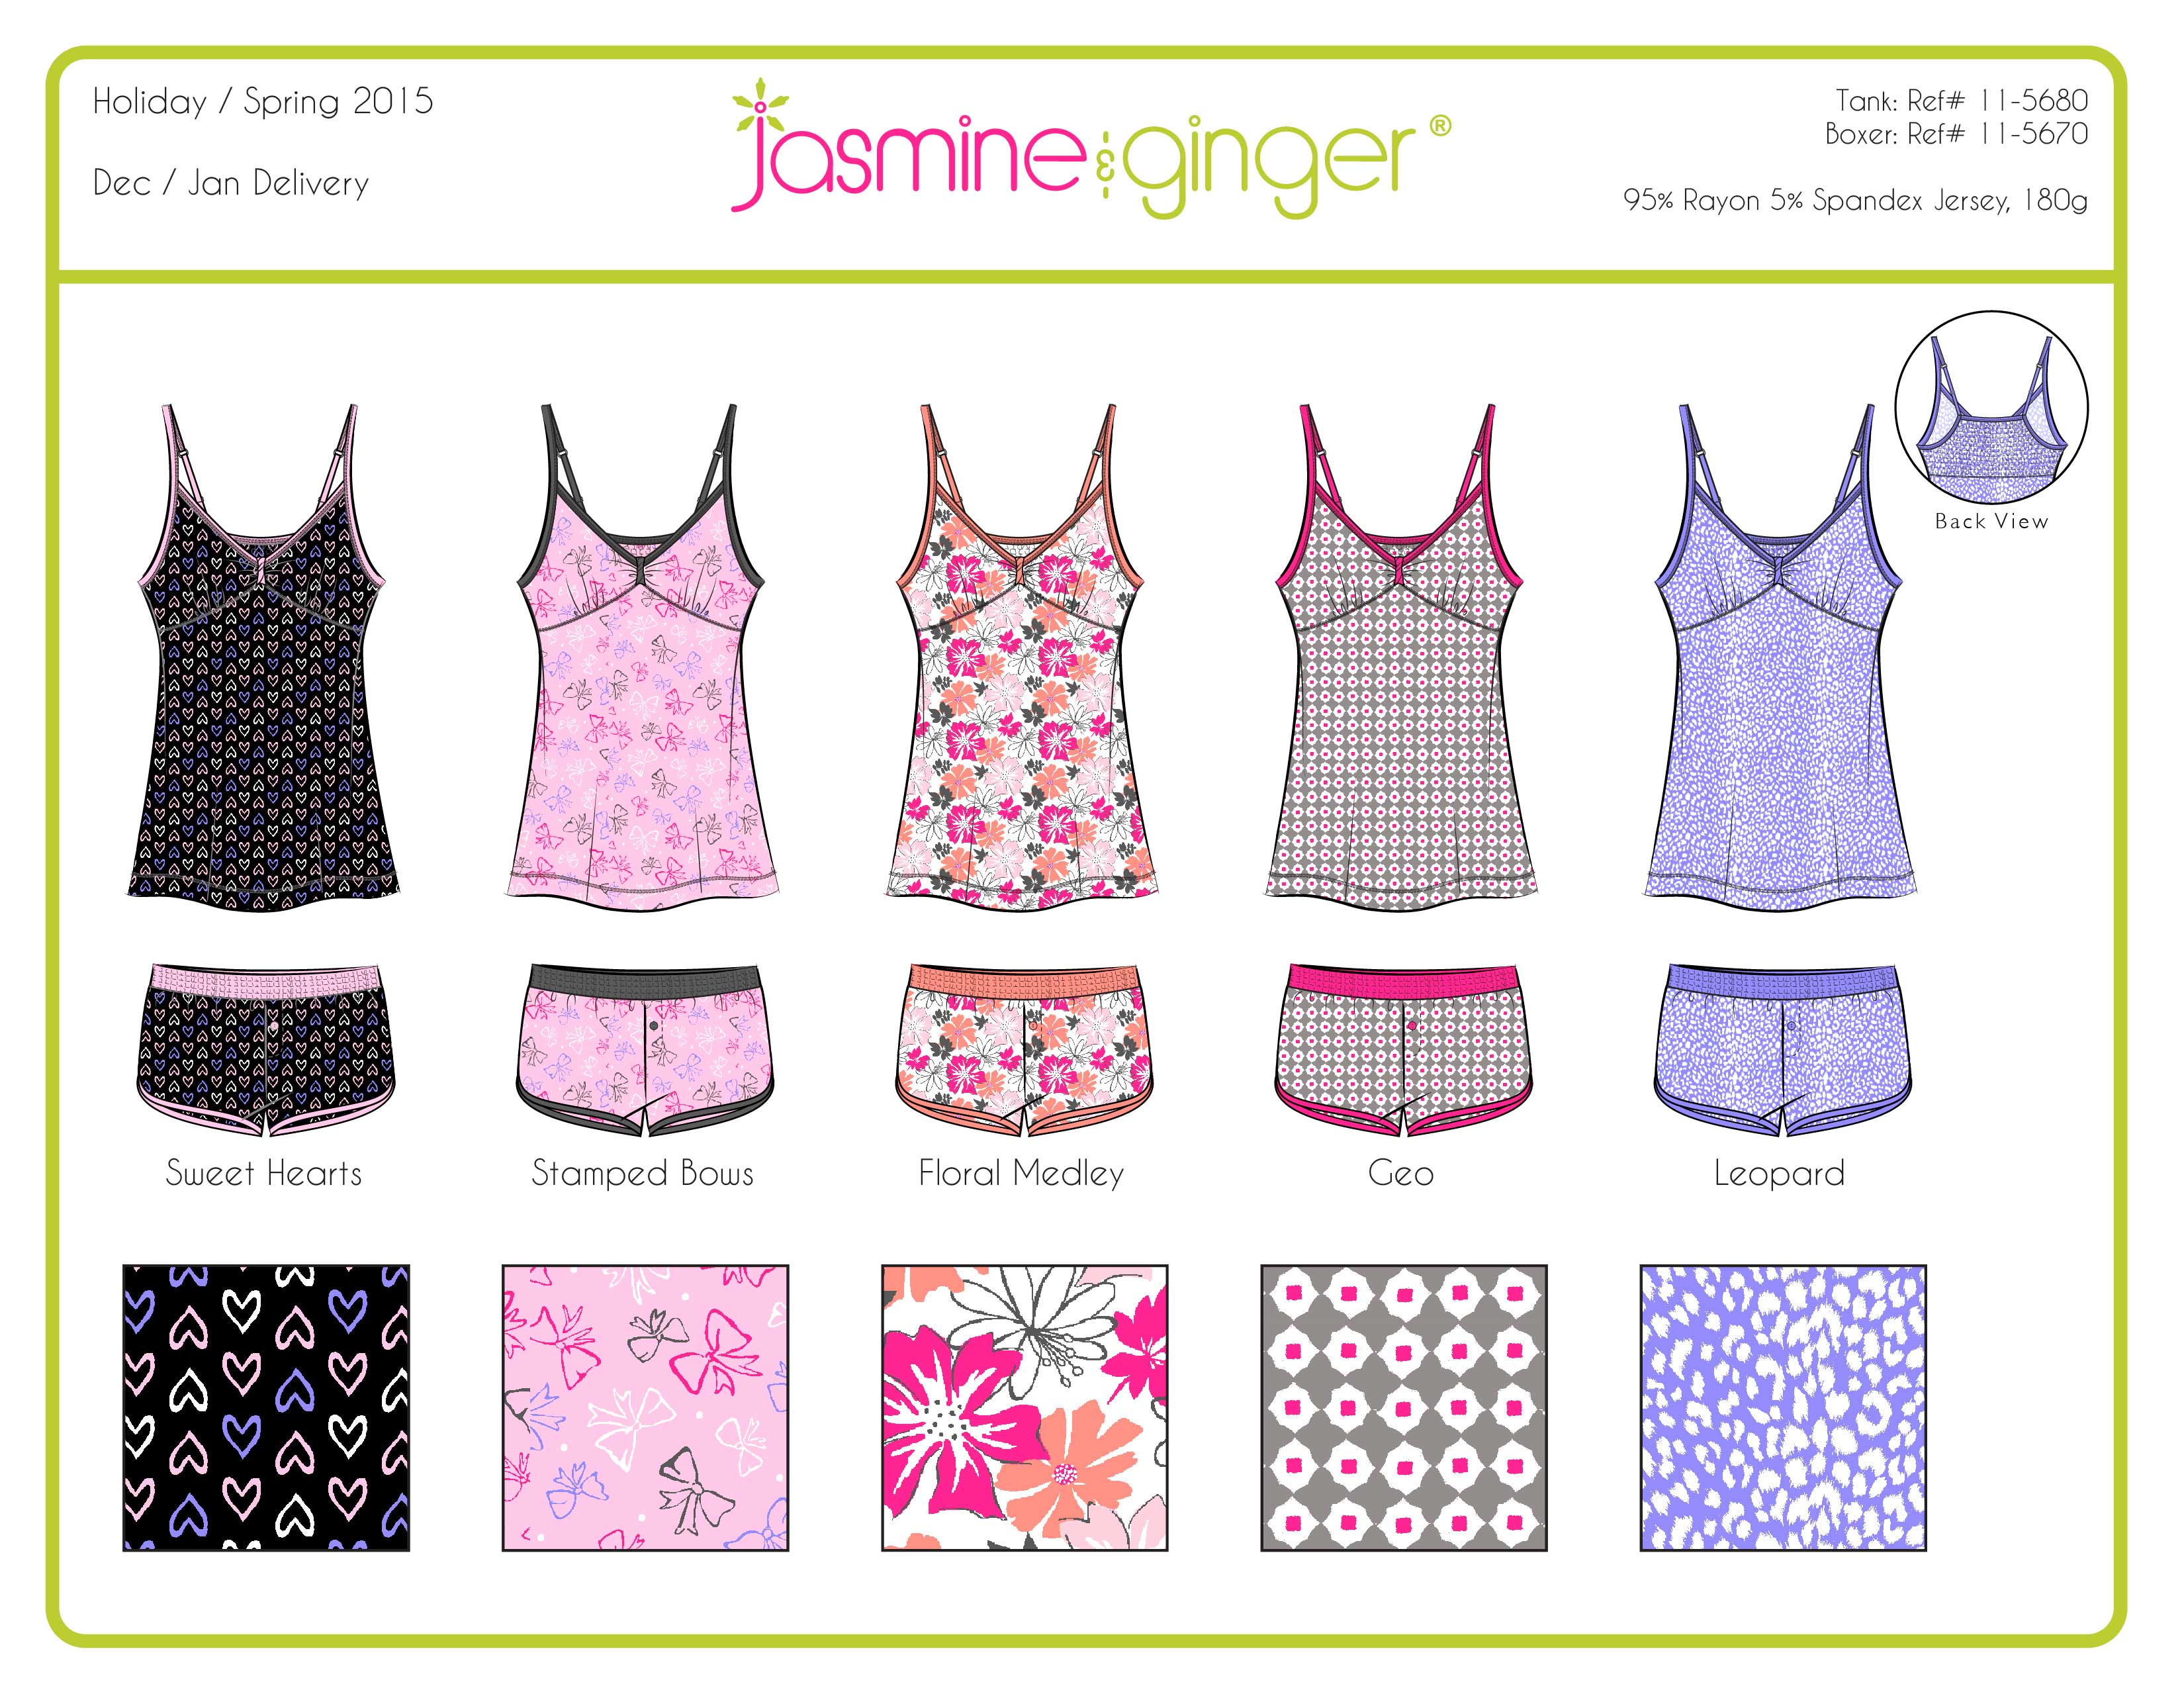 Holiday / Spring 2015
Dec / Jan Delivery
jasmine & ginger ®
Tank: Ref# 11-5680
Boxer: Ref# 11-5670
95% Rayon 5% Spandex Jersey, 180g
Back View
Sweet Hearts
Stamped Bows
Floral Medley
Geo
Leopard